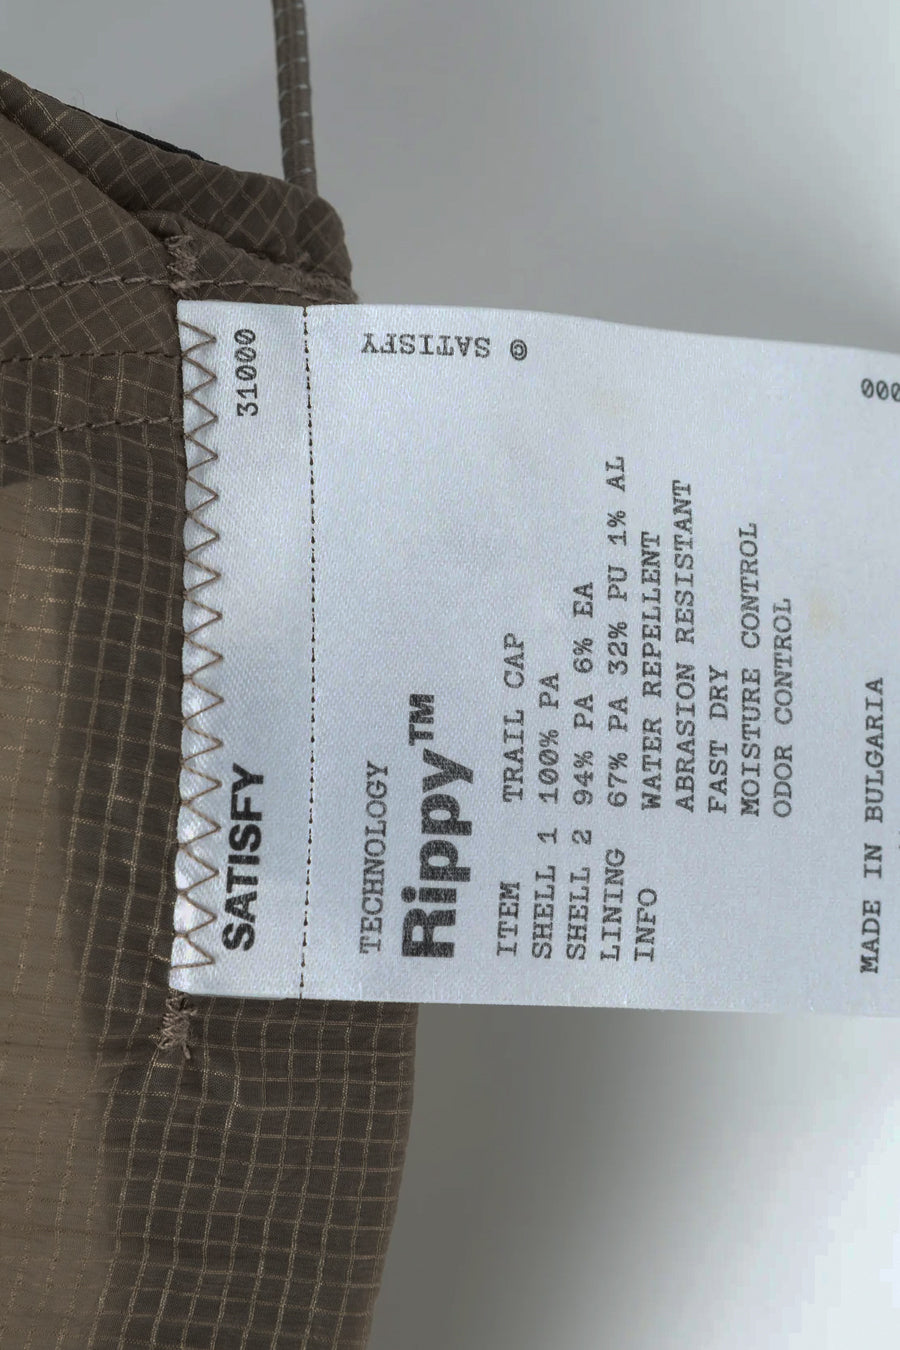 SATISFY 31000
© SATISFY
TECHNOLOGY
Rippy™
ITEM TRAIL CAP
SHELL 1 100% PA
SHELL 2 94% PA 6% EA
LINING 67% PA 32% PU 1% AL
INFO WATER REPELLENT
ABRASION RESISTANT
FAST DRY
MOISTURE CONTROL
ODOR CONTROL
MADE IN BULGARIA